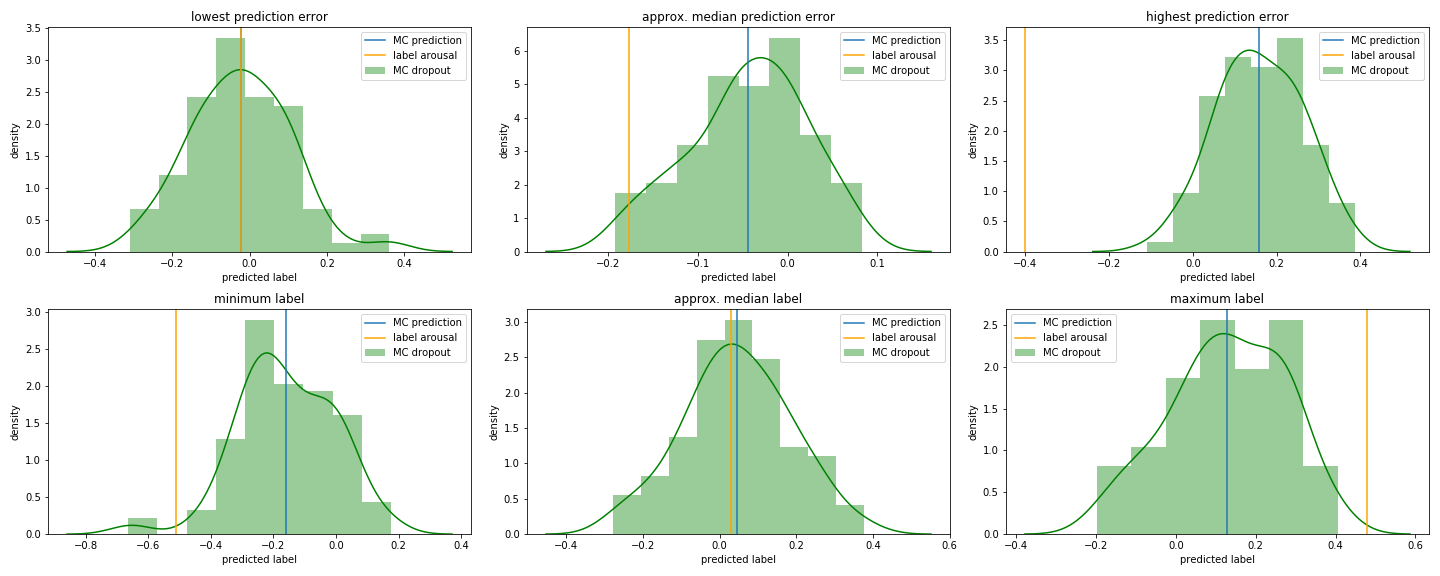 lowest prediction error
approx. median prediction error
highest prediction error
MC prediction
label arousal
MC dropout
MC prediction
label arousal
MC dropout
MC prediction
label arousal
MC dropout
density
3.5
3.0
2.5
2.0
1.5
1.0
0.5
0.0
−0.4
−0.2
0.0
0.2
0.4
predicted label
density
6
5
4
3
2
1
0
−0.2
−0.1
0.0
0.1
predicted label
density
3.5
3.0
2.5
2.0
1.5
1.0
0.5
0.0
−0.4
−0.2
0.0
0.2
0.4
predicted label
minimum label
approx. median label
maximum label
MC prediction
label arousal
MC dropout
MC prediction
label arousal
MC dropout
MC prediction
label arousal
MC dropout
density
3.0
2.5
2.0
1.5
1.0
0.5
0.0
−0.8
−0.6
−0.4
−0.2
0.0
0.2
0.4
predicted label
density
3.0
2.5
2.0
1.5
1.0
0.5
0.0
−0.4
−0.2
0.0
0.2
0.4
0.6
predicted label
density
2.5
2.0
1.5
1.0
0.5
0.0
−0.4
−0.2
0.0
0.2
0.4
0.6
predicted label